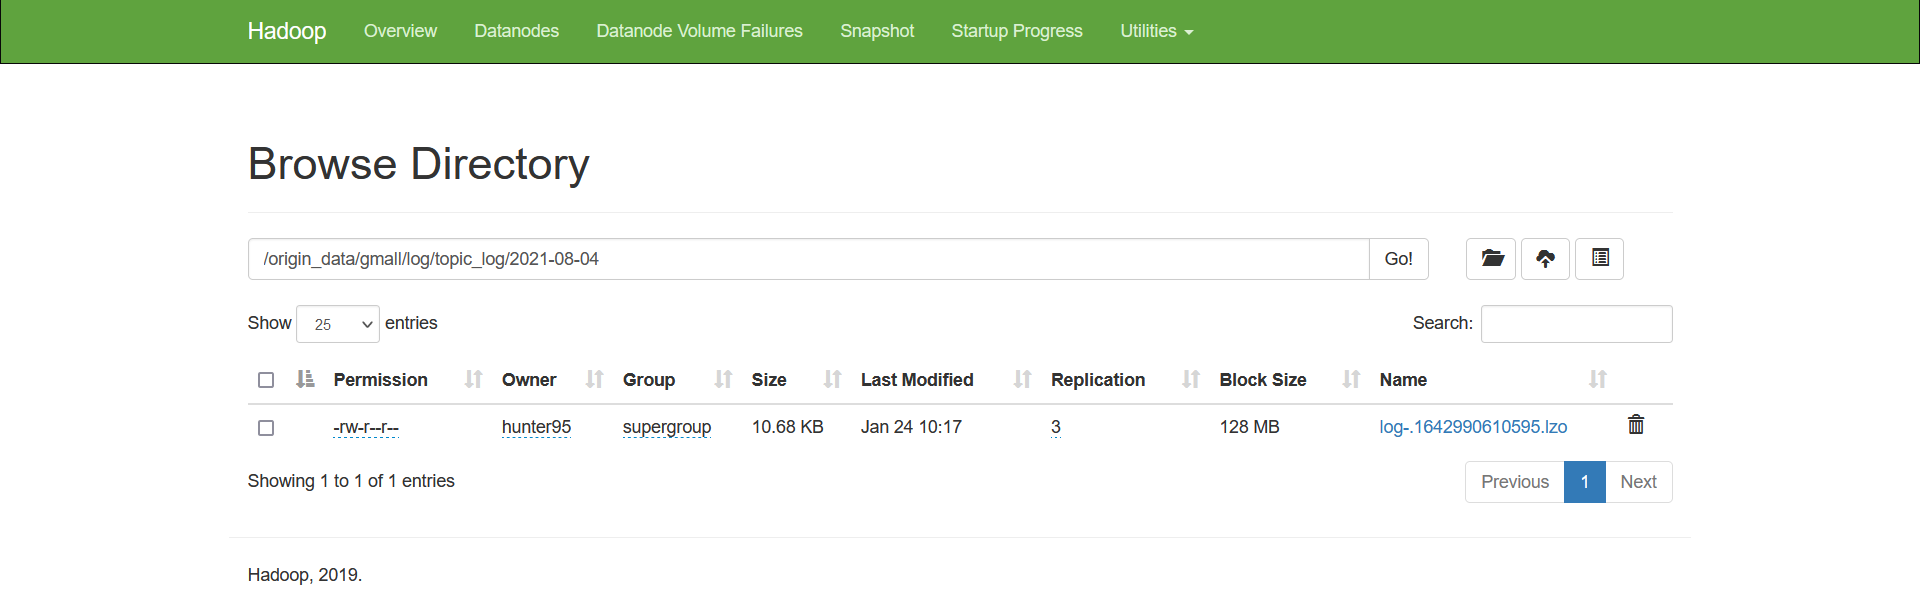 Hadoop Overview Datanodes Datanode Volume Failures Snapshot Startup Progress Utilities
Browse Directory
/origin_data/gmall/log/topic_log/2021-08-04 Go!
Show 25 entries Search:
Permission Owner Group Size Last Modified Replication Block Size Name
-rw-r--r-- hunter95 supergroup 10.68 KB Jan 24 10:17 3 128 MB log-.1642990610595.lzo
Showing 1 to 1 of 1 entries Previous 1 Next
Hadoop, 2019.